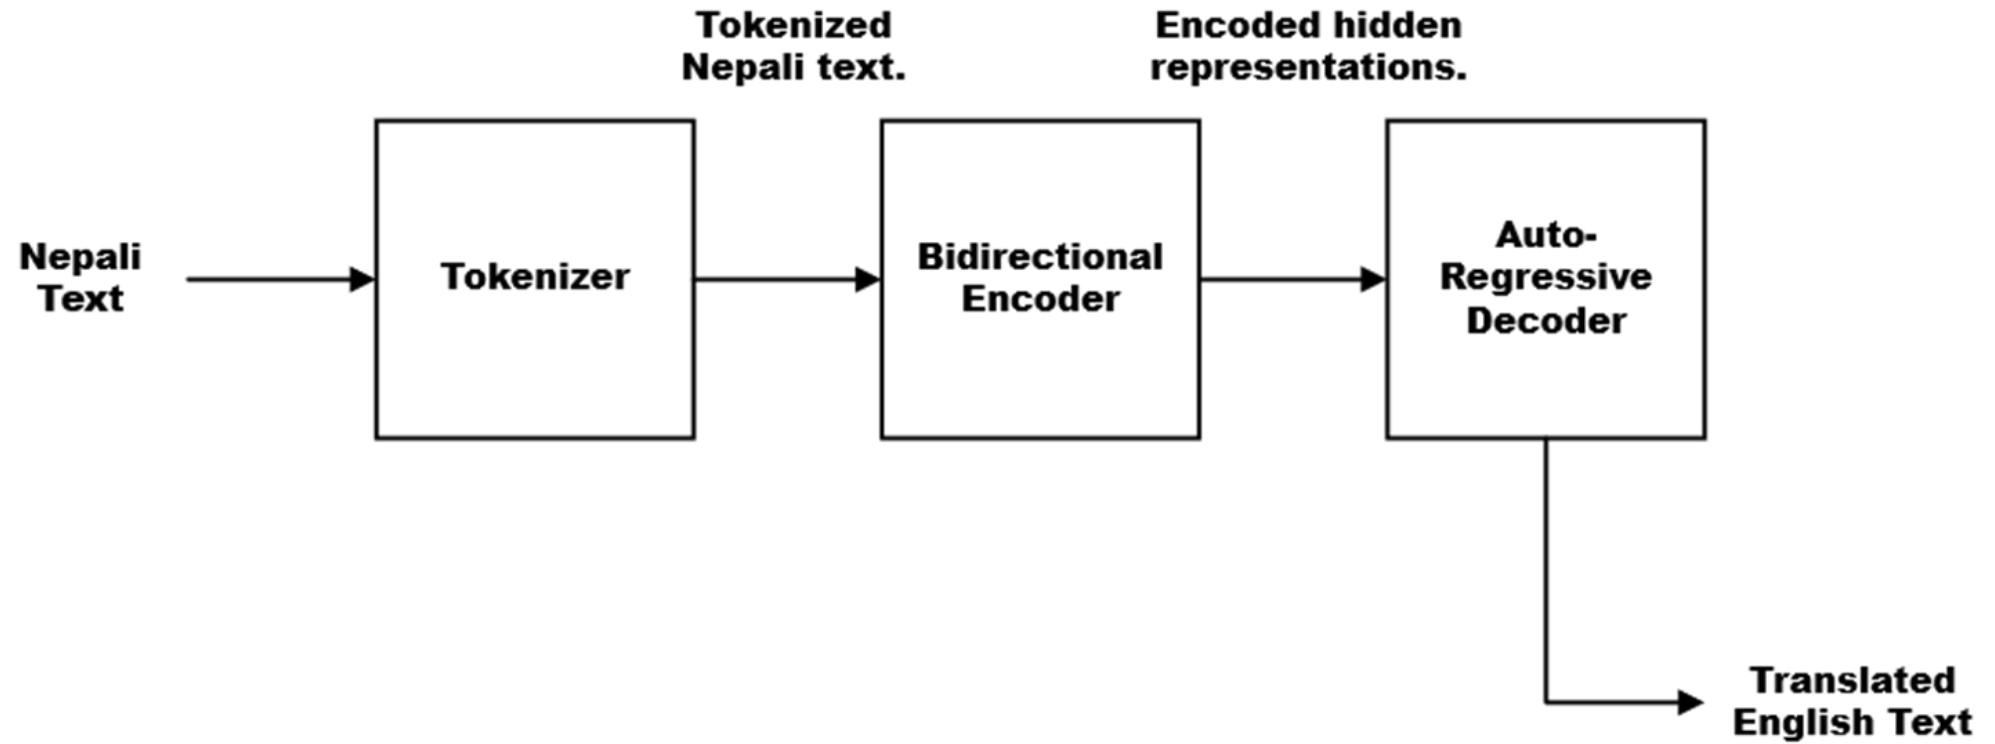 Tokenized
Nepali text.
Encoded hidden
representations.
Nepali
Text
Tokenizer
Bidirectional
Encoder
Auto-
Regressive
Decoder
Translated
English Text